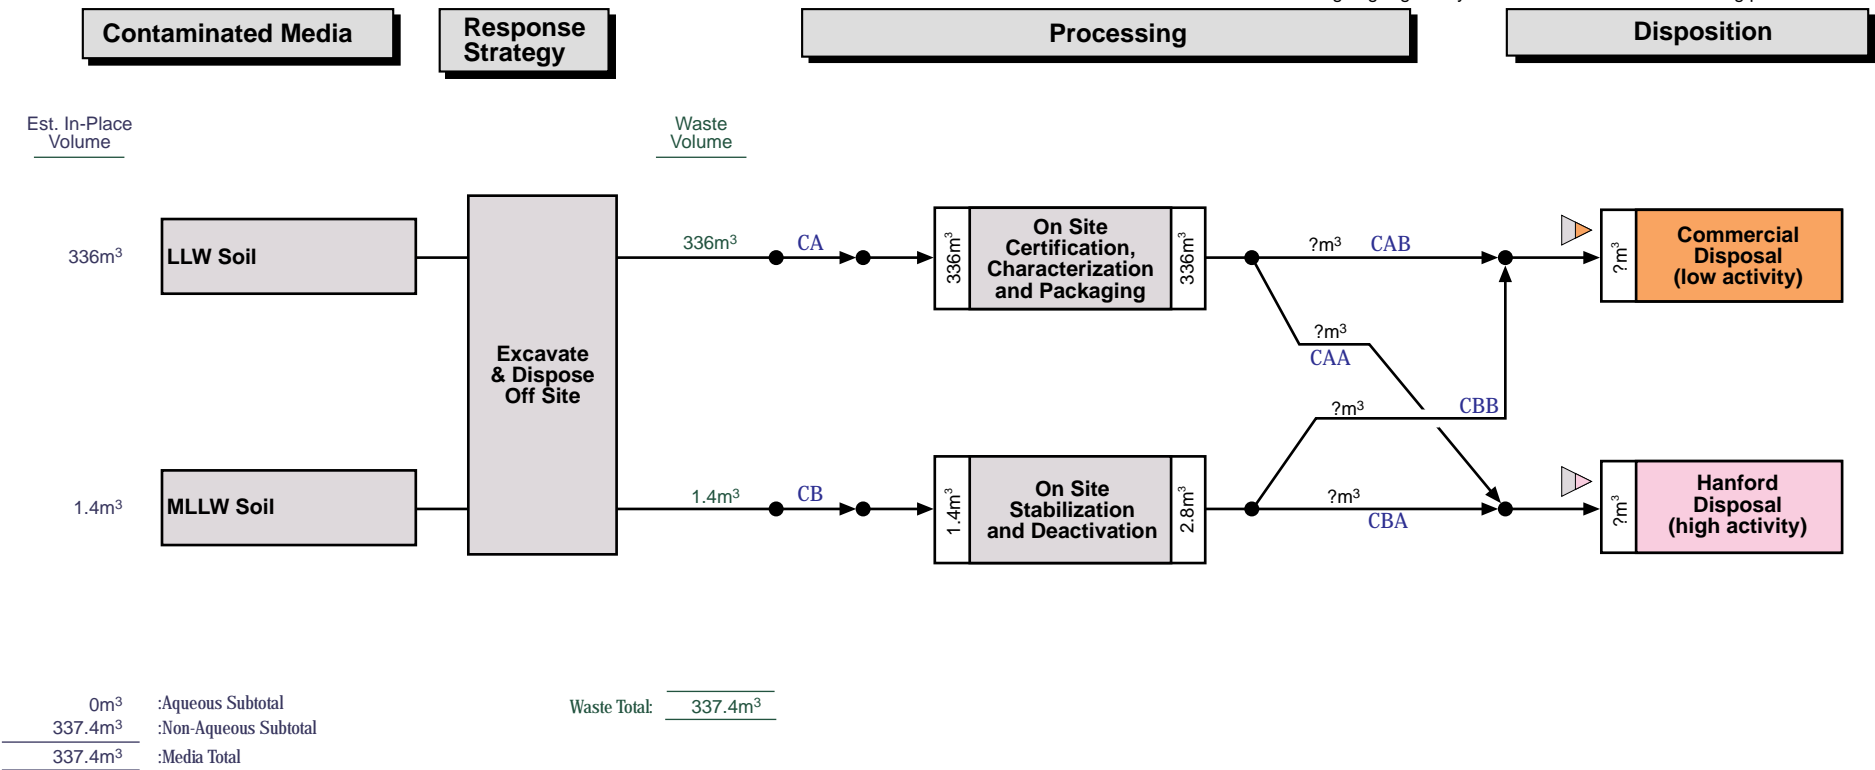 Contaminated Media
Response
Strategy
Processing
Disposition
Est. In-Place
Volume
Waste
Volume
336m³
LLW Soil
Excavate
& Dispose
Off Site
336m³
CA
336m³
On Site
Certification,
Characterization
and Packaging
336m³
?m³
CAB
?m³
Commercial
Disposal
(low activity)
?m³
CAA
?m³
CBB
1.4m³
MLLW Soil
1.4m³
CB
1.4m³
On Site
Stabilization
and Deactivation
2.8m³
?m³
CBA
?m³
Hanford
Disposal
(high activity)
0m³ :Aqueous Subtotal
337.4m³ :Non-Aqueous Subtotal
337.4m³ :Media Total
Waste Total: 337.4m³